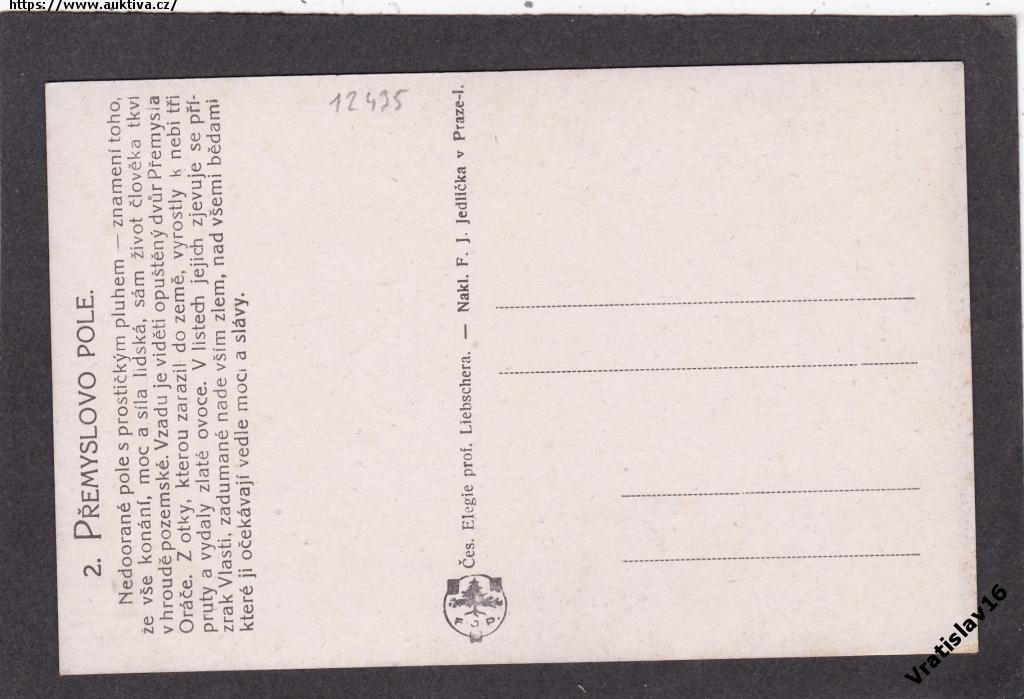 https://www.auktiva.cz/
12435
2. PŘEMYSLOVO POLE.
Nedoorané pole s prostičkým pluhem — znamení toho,
že vše konání, moc a síla lidská, sám život člověka tkví
v hroudě pozemské. Vzadu je viděti opuštěný dvůr Přemysla
Oráče. Z otky, kterou zarazil do země, vyrostly k nebi tři
pruty a vydaly zlaté ovoce. V listech jejich zjevuje se pří-
zrak Vlasti, zadumané nade vším zlem, nad všemi bědami
které ji očekávají vedle moci a slávy.
Čes. Elegie prof. Liebschera. — Nakl. F. J. Jedlička v Praze-I.
Vratislav16